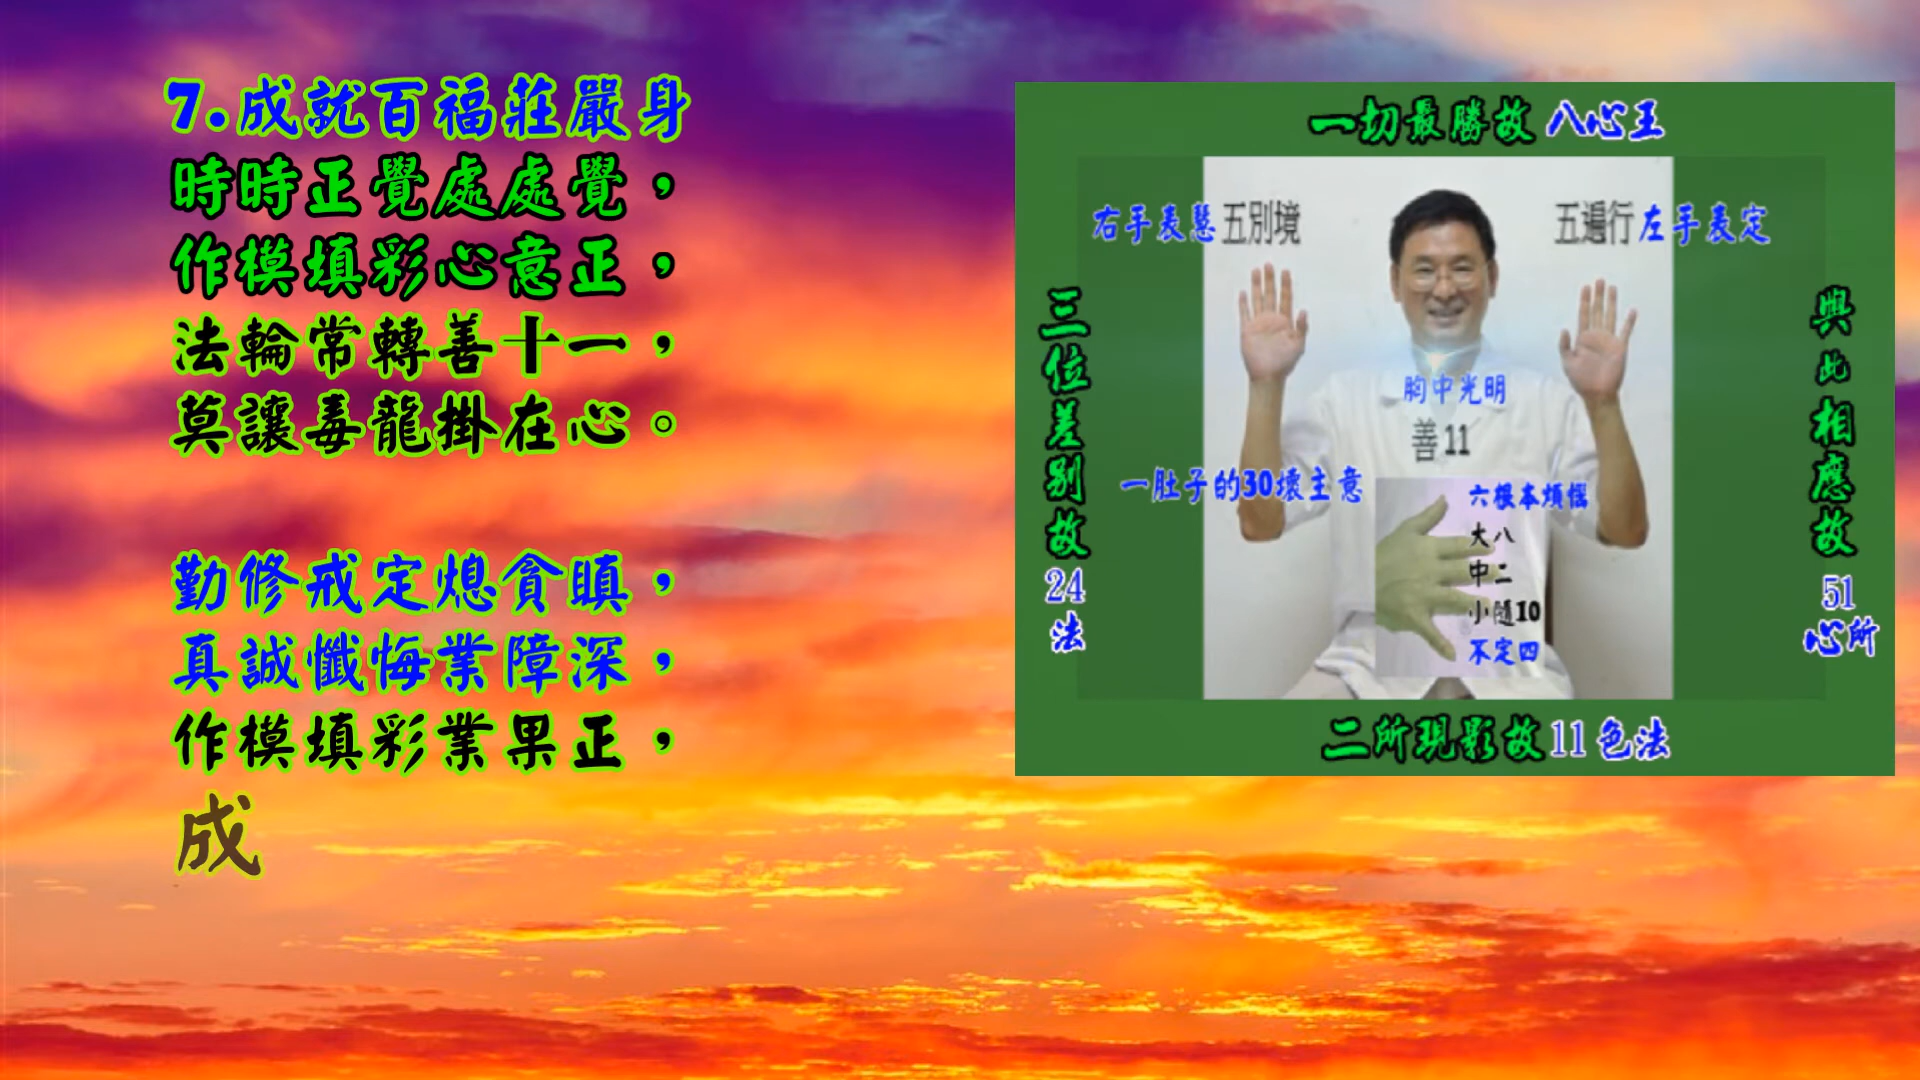 7.成就百福莊嚴身
時時正覺處處覺，
作模填彩心意正，
法輪常轉善十一，
莫讓毒龍掛在心。
勤修戒定熄貪瞋，
真誠懺悔業障深，
作模填彩業果正，
成
一切最勝故 八心王
右手表慧 五別境
五遍行 左手表定
三位差別故 24 法
與此相應故 51 心所
胸中光明
善11
一肚子的30壞主意
六根本煩惱
大八
中二
小隨10
不定四
二所現影故 11 色法